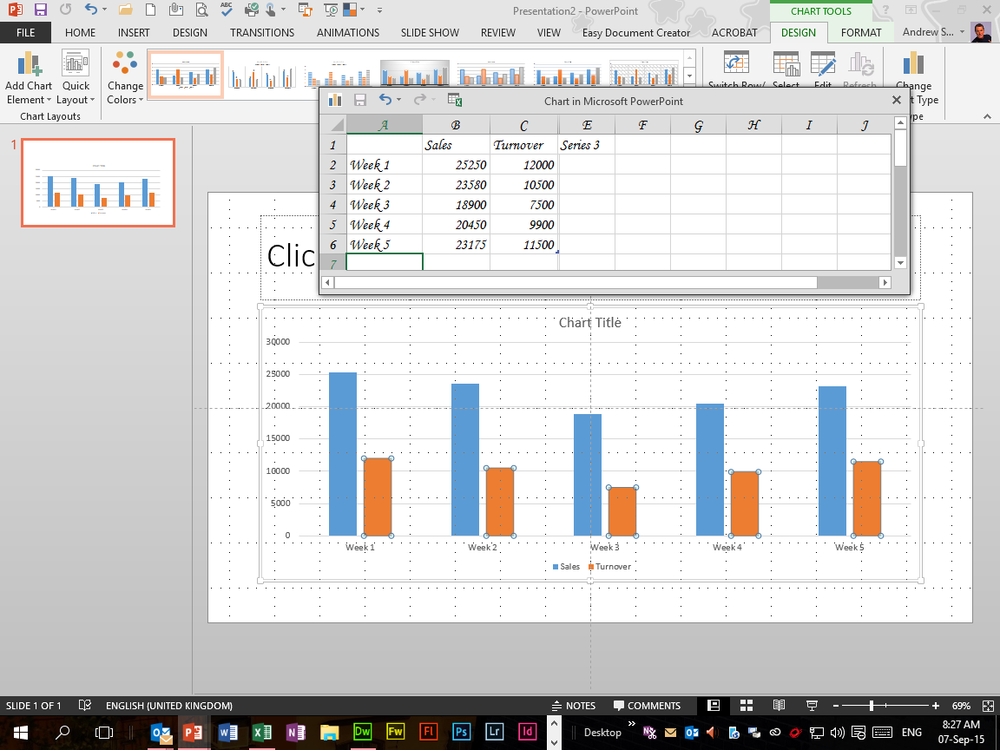 Presentation2 - PowerPoint
CHART TOOLS
?
FILE HOME INSERT DESIGN TRANSITIONS ANIMATIONS SLIDE SHOW REVIEW VIEW Easy Document Creator ACROBAT DESIGN FORMAT Andrew S...
Add Chart Element
Quick Layout
Chart Layouts
Change Colors
Switch Row/
Select
Edit
Refresh
Change
t Type
ype
Chart in Microsoft PowerPoint
A B C E F G H I J
1 Sales Turnover Series 3
2 Week 1 25250 12000
3 Week 2 23580 10500
4 Week 3 18900 7500
5 Week 4 20450 9900
6 Week 5 23175 11500
7
1
Clic
Chart Title
30000
25000
20000
15000
10000
5000
0
Week 1 Week 2 Week 3 Week 4 Week 5
Sales Turnover
SLIDE 1 OF 1 ENGLISH (UNITED KINGDOM) NOTES COMMENTS 69%
Dw Fw Fl Ps Lr Id Desktop ENG
8:27 AM
07-Sep-15